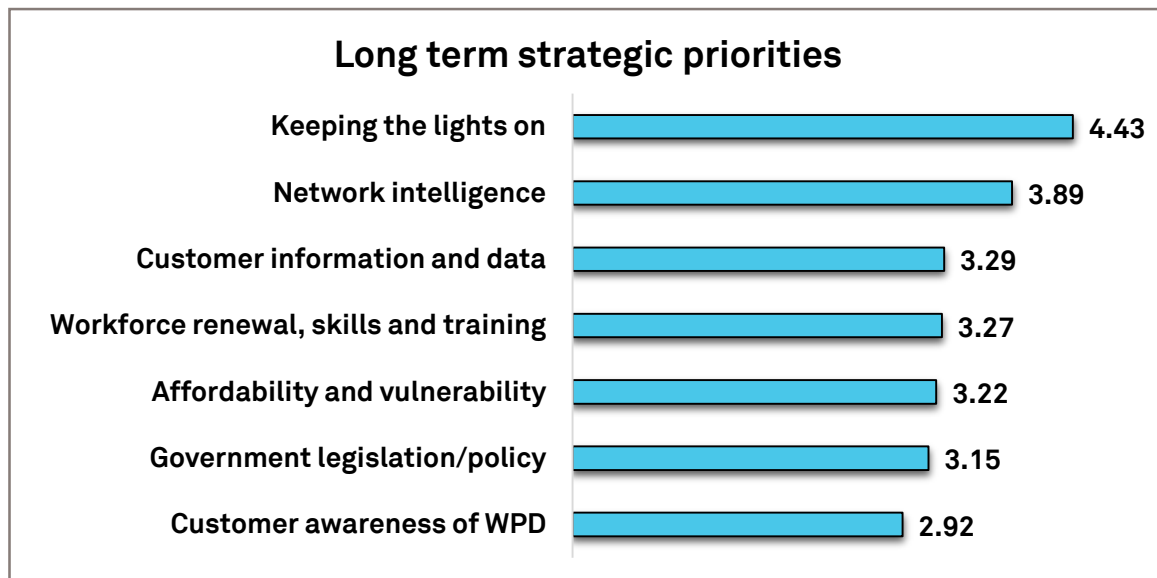 Long term strategic priorities
Keeping the lights on
4.43
Network intelligence
3.89
Customer information and data
3.29
Workforce renewal, skills and training
3.27
Affordability and vulnerability
3.22
Government legislation/policy
3.15
Customer awareness of WPD
2.92